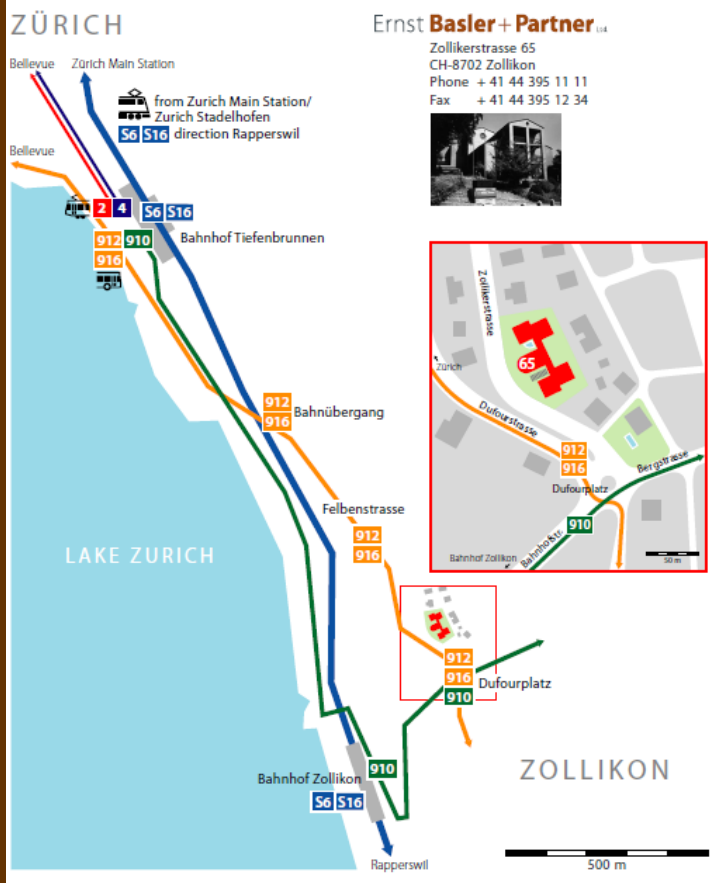 ZÜRICH
Ernst Basler + Partner Ltd
Zollikerstrasse 65
CH-8702 Zollikon
Phone + 41 44 395 11 11
Fax + 41 44 395 12 34
Bellevue
Zürich Main Station
from Zurich Main Station/
Zurich Stadelhofen
S6 S16 direction Rapperswil
Bellevue
2 4
S6 S16
912 910
916
Bahnhof Tiefenbrunnen
Zollikerstrasse
65
Zürich
Dufourstrasse
912
916
Bergstrasse
Dufourplatz
910
Bahnhofstr.
Bahnhof Zollikon
50 m
912
916
Bahnübergang
Felbenstrasse
912
916
LAKE ZURICH
912
916
910
Dufourplatz
910
Bahnhof Zollikon
S6 S16
ZOLLIKON
Rapperswil
500 m